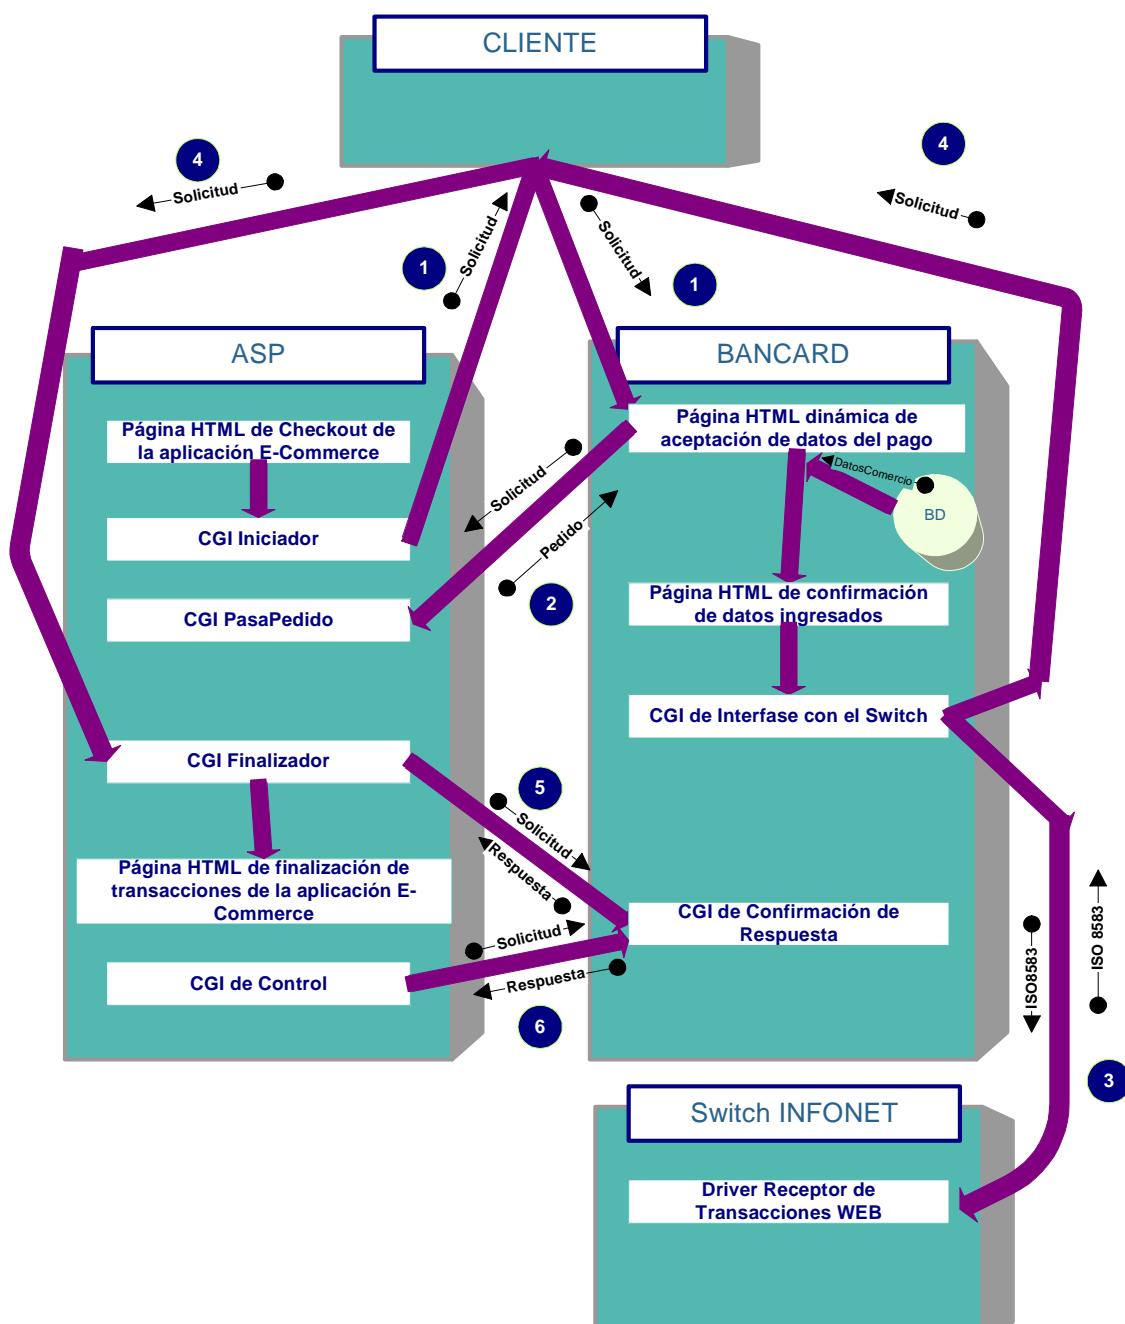 CLIENTE
4
4
Solicitud
Solicitud
1
Solicitud
Solicitud
1
ASP
BANCARD
Página HTML de Checkout de
la aplicación E-Commerce
Página HTML dinámica de
aceptación de datos del pago
DatosComercio
BD
Solicitud
CGI Iniciador
Pedido
2
CGI PasaPedido
Página HTML de confirmación
de datos ingresados
CGI de Interfase con el Switch
CGI Finalizador
5
Solicitud
Respuesta
Página HTML de finalización de
transacciones de la aplicación E-
Commerce
CGI de Confirmación de
Respuesta
Solicitud
CGI de Control
Respuesta
6
ISO8583
ISO 8583
3
Switch INFONET
Driver Receptor de
Transacciones WEB